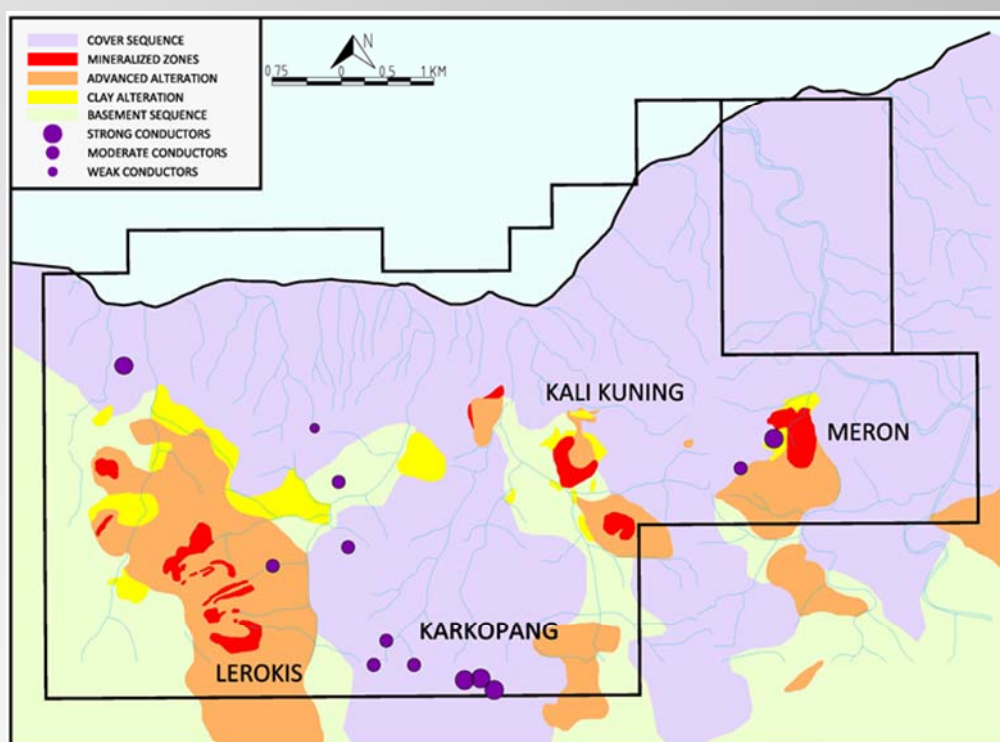 COVER SEQUENCE
MINERALIZED ZONES
ADVANCED ALTERATION
CLAY ALTERATION
BASEMENT SEQUENCE
STRONG CONDUCTORS
MODERATE CONDUCTORS
WEAK CONDUCTORS
N
0.75 0 0.5 1 KM
KALI KUNING
MERON
KARKOPANG
LEROKIS